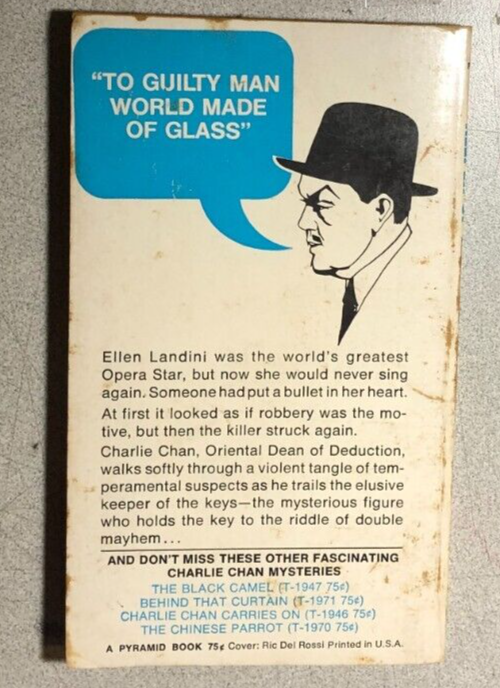 "TO GUILTY MAN
WORLD MADE
OF GLASS"
Ellen Landini was the world's greatest
Opera Star, but now she would never sing
again. Someone had put a bullet in her heart.
At first it looked as if robbery was the mo-
tive, but then the killer struck again.
Charlie Chan, Oriental Dean of Deduction,
walks softly through a violent tangle of tem-
peramental suspects as he trails the elusive
keeper of the keys—the mysterious figure
who holds the key to the riddle of double
mayhem...
AND DON'T MISS THESE OTHER FASCINATING
CHARLIE CHAN MYSTERIES
THE BLACK CAMEL (T-1947 75¢)
BEHIND THAT CURTAIN (T-1971 75¢)
CHARLIE CHAN CARRIES ON (T-1946 75¢)
THE CHINESE PARROT (T-1970 75¢)
A PYRAMID BOOK 75¢ Cover: Ric Del Rossi Printed in U.S.A.